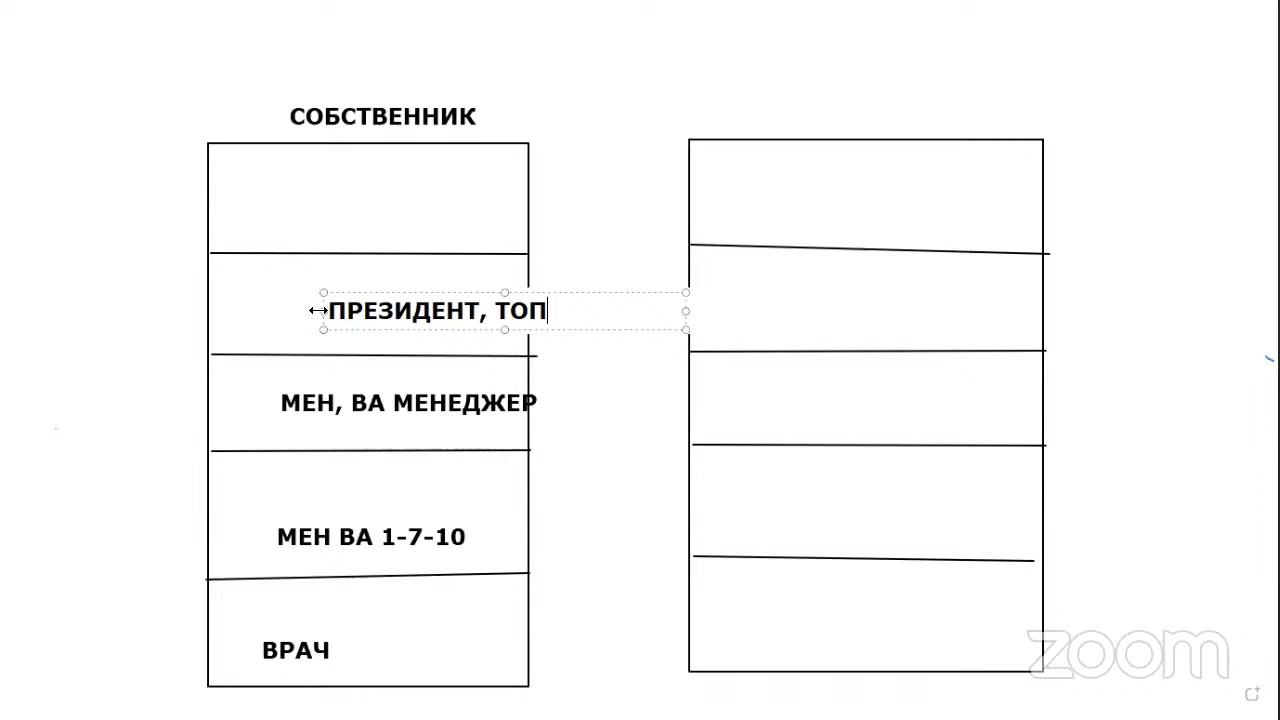 СОБСТВЕННИК
ПРЕЗИДЕНТ, ТОП
МЕН, ВА МЕНЕДЖЕР
МЕН ВА 1-7-10
ВРАЧ
zoom